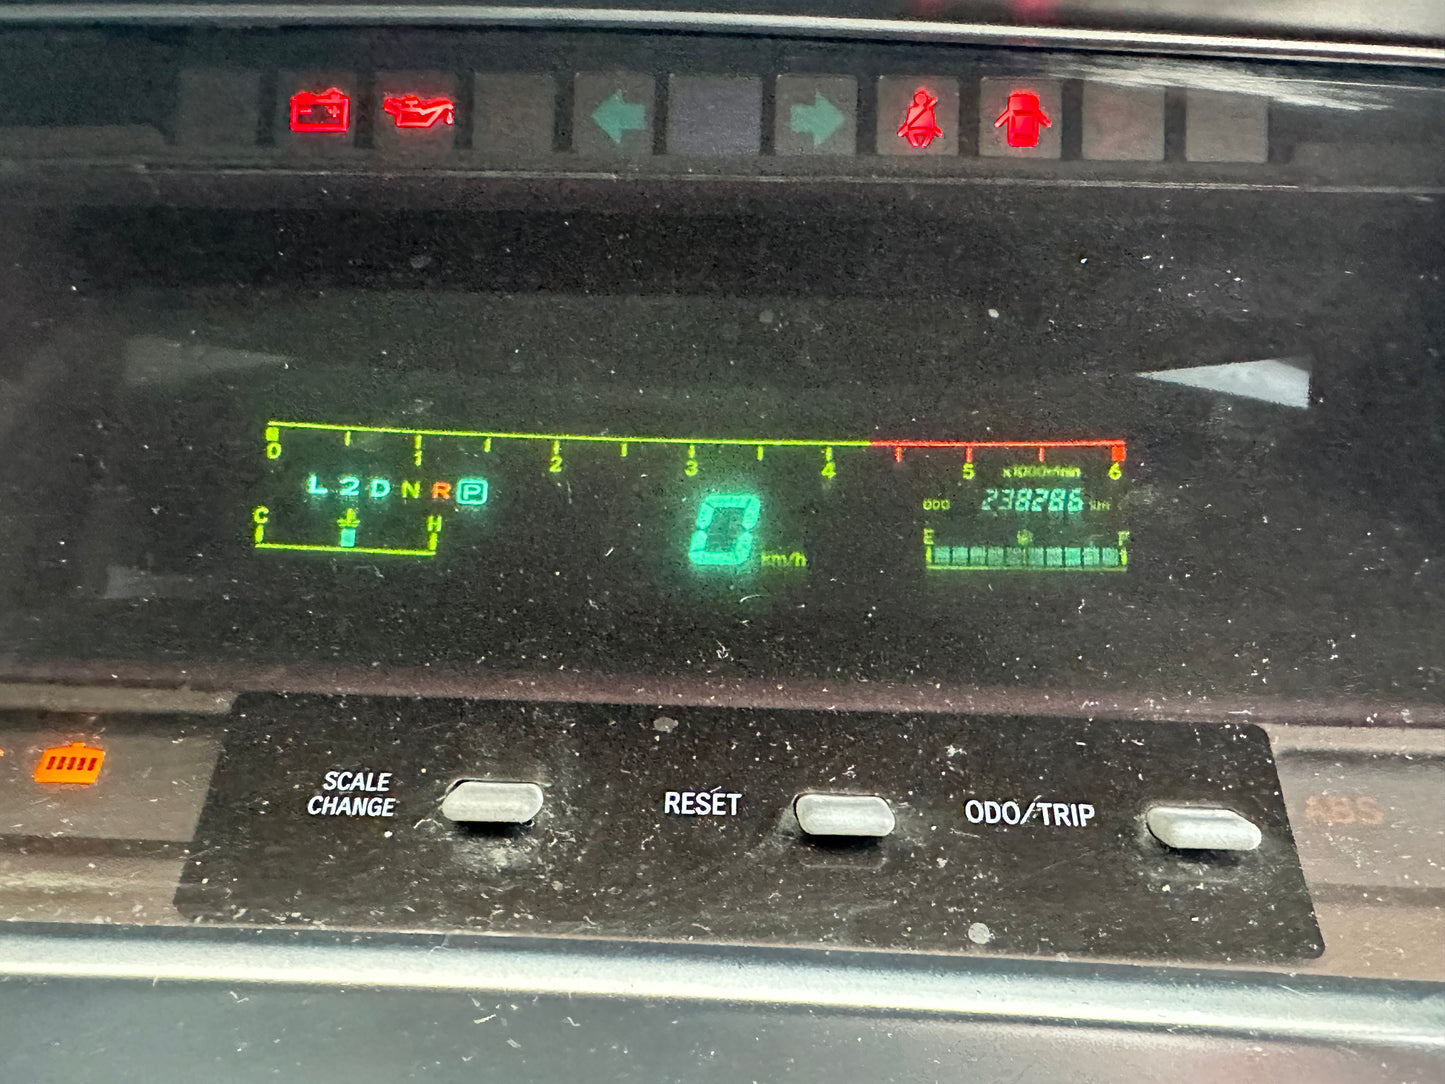 0 1 2 3 4 5 6
x1000r/min
L 2 D N R P
ODO 238286 km
C H
0 km/h
E F
SCALE
CHANGE
RESET
ODO/TRIP
ABS